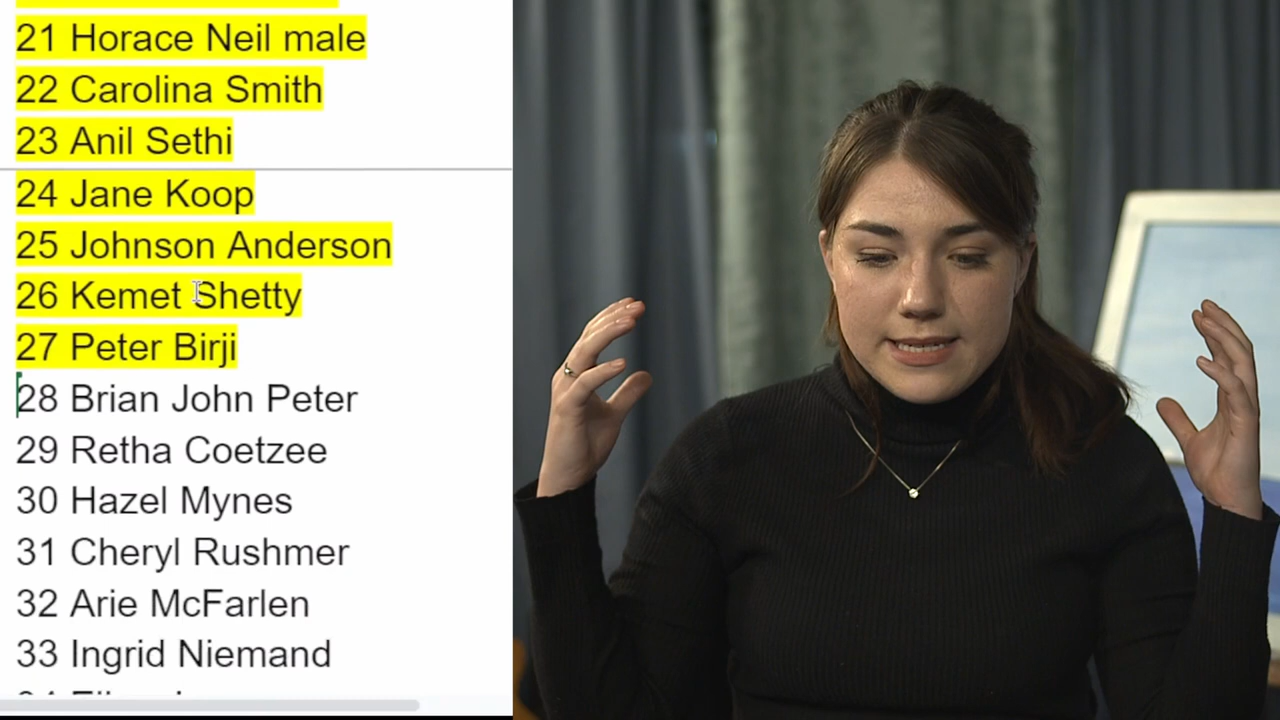 21 Horace Neil male
22 Carolina Smith
23 Anil Sethi
24 Jane Koop
25 Johnson Anderson
26 Kemet Shetty
27 Peter Birji
28 Brian John Peter
29 Retha Coetzee
30 Hazel Mynes
31 Cheryl Rushmer
32 Arie McFarlen
33 Ingrid Niemand